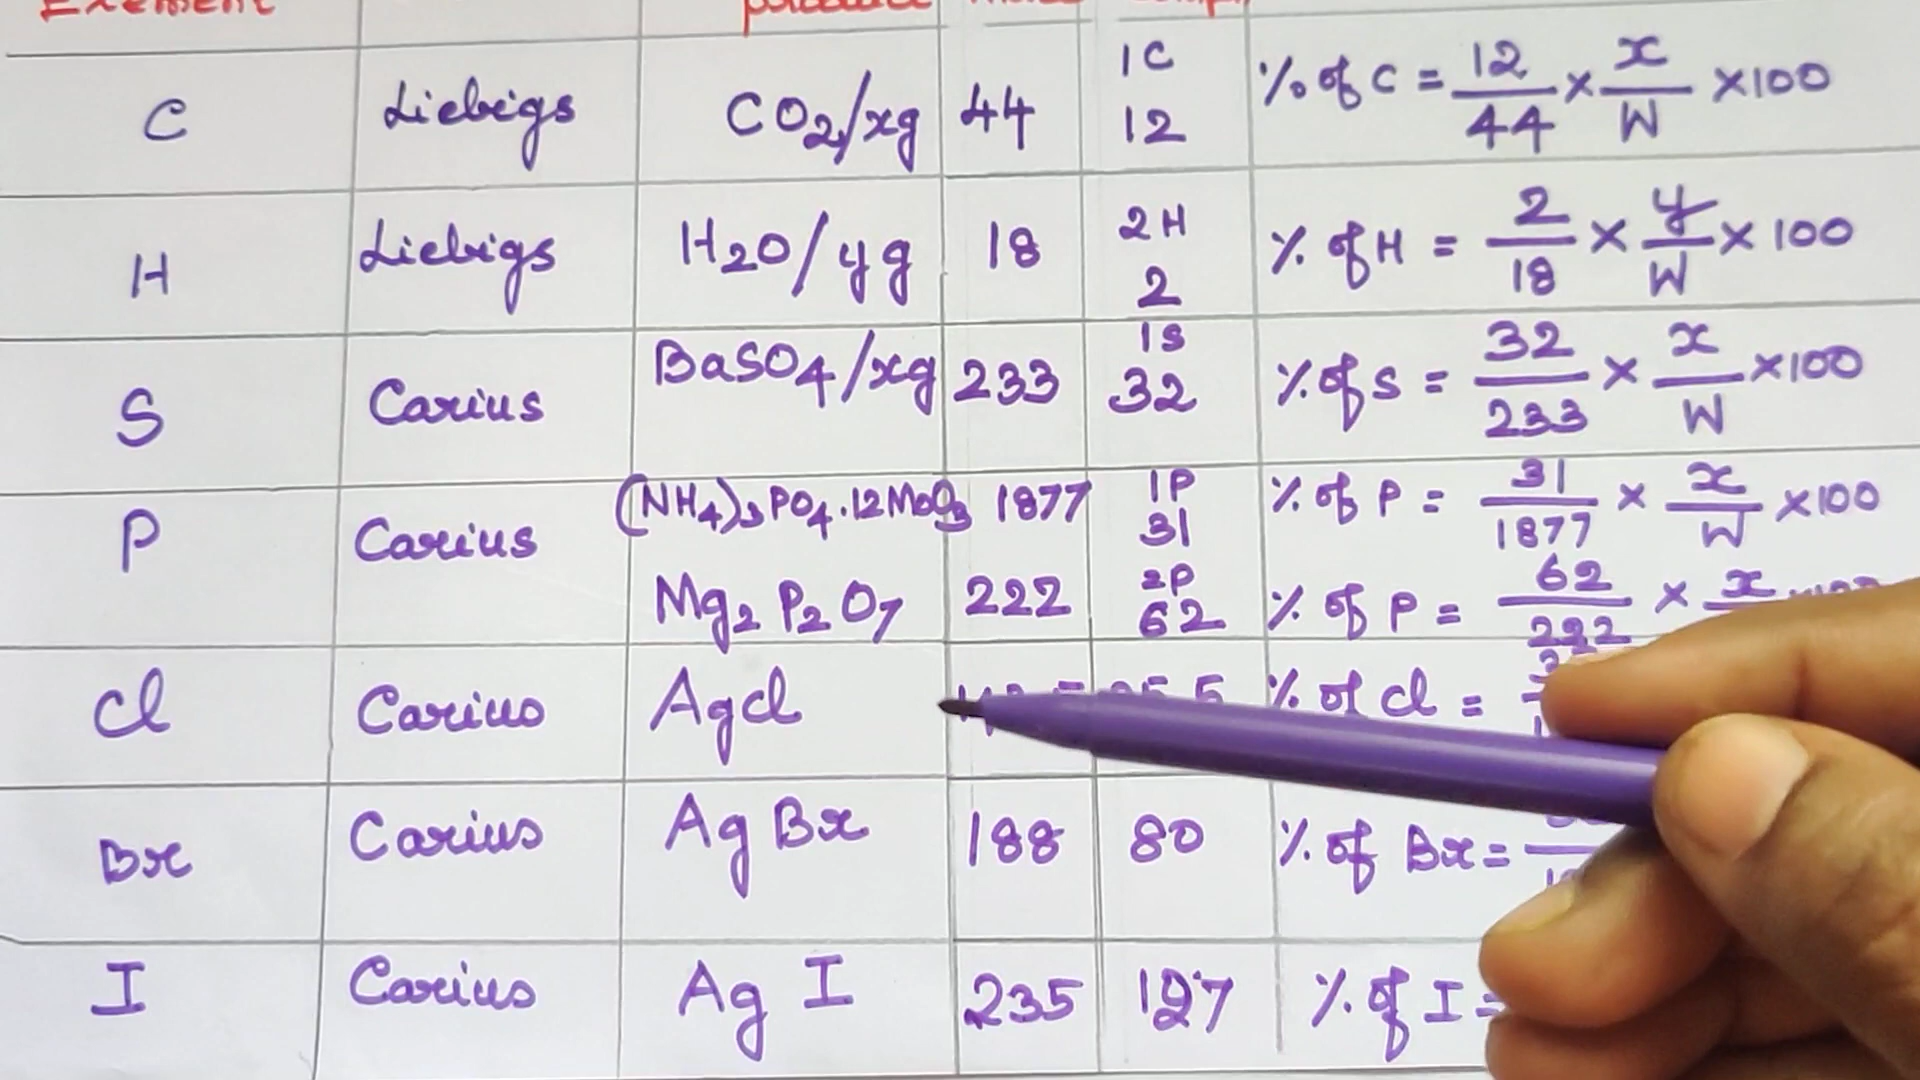 Element
C Liebigs CO2/xg 44 1C 12 % of C = 12/44 × x/W ×100
H Liebigs H2O/yg 18 2H 2 % of H = 2/18 × y/W × 100
S Carius BaSO4/xg 233 1S 32 % of S = 32/233 × x/W ×100
P Carius (NH4)3PO4.12MoO3 1877 1P 31 % of P = 31/1877 × x/W ×100
Mg2P2O7 222 2P 62 % of P = 62/222 × x
Cl Carius AgCl % of Cl =
Br Carius AgBr 188 80 % of Br =
I Carius AgI 235 127 % of I =